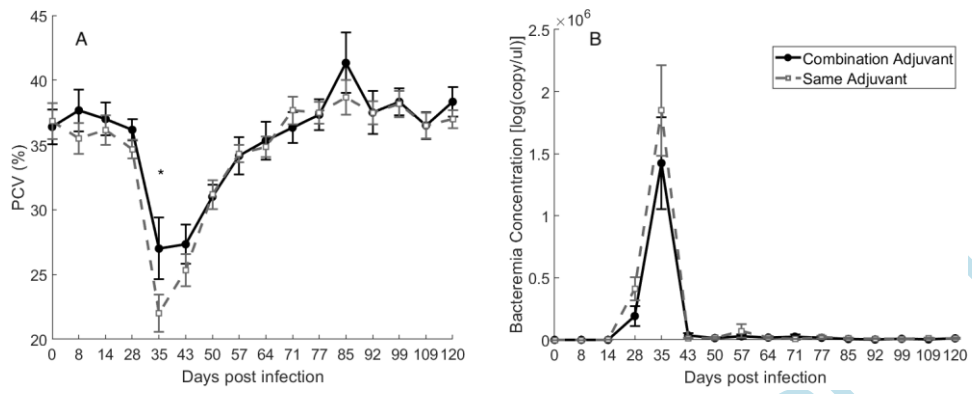 A
PCV (%)
45
40
35
30
25
20
*
0 8 14 28 35 43 50 57 64 71 77 85 92 99 109 120
Days post infection
×10⁶
B
Bacteremia Concentration [log(copy/ul)]
2.5
2
1.5
1
0.5
0
Combination Adjuvant
Same Adjuvant
0 8 14 28 35 43 50 57 64 71 77 85 92 99 109 120
Days post infection